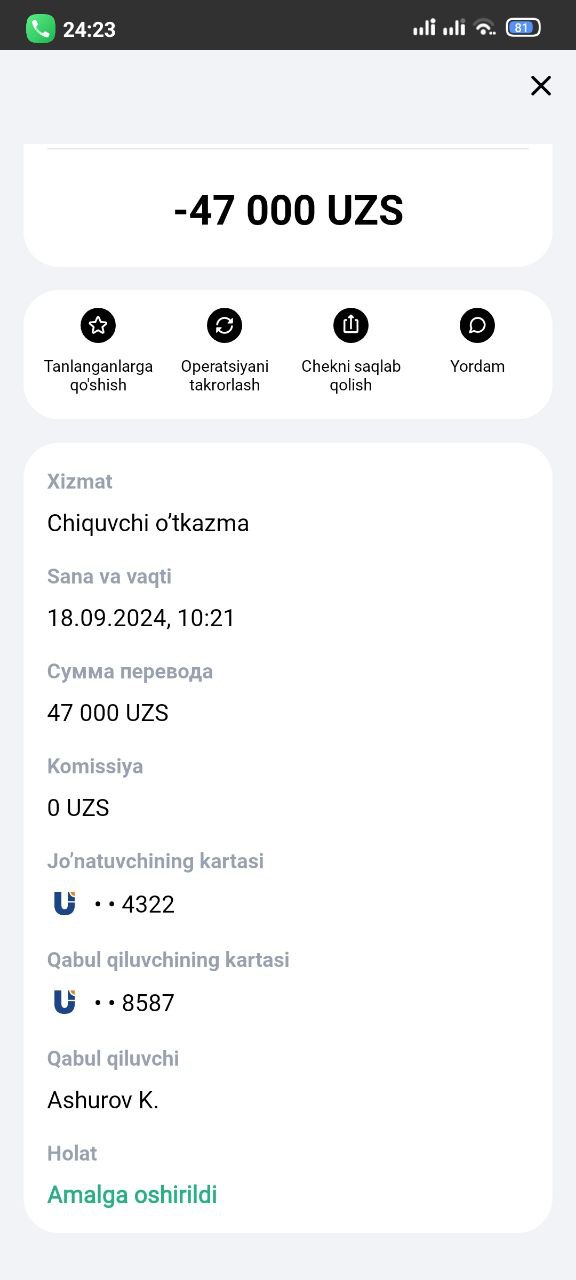 24:23
81
-47 000 UZS
Tanlanganlarga
qo'shish
Operatsiyani
takrorlash
Chekni saqlab
qolish
Yordam
Xizmat
Chiquvchi o’tkazma
Sana va vaqti
18.09.2024, 10:21
Сумма перевода
47 000 UZS
Komissiya
0 UZS
Jo’natuvchining kartasi
• • 4322
Qabul qiluvchining kartasi
• • 8587
Qabul qiluvchi
Ashurov K.
Holat
Amalga oshirildi